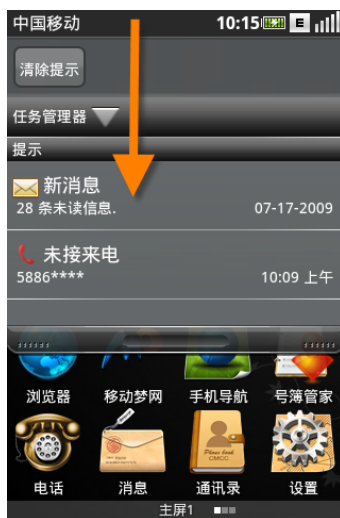 中国移动 10:15 E
清除提示
任务管理器
提示
新消息
28 条未读信息. 07-17-2009
未接来电
5886**** 10:09 上午
浏览器 移动梦网 手机导航 号簿管家
Phone book
CMCC
电话 消息 通讯录 设置
主屏1